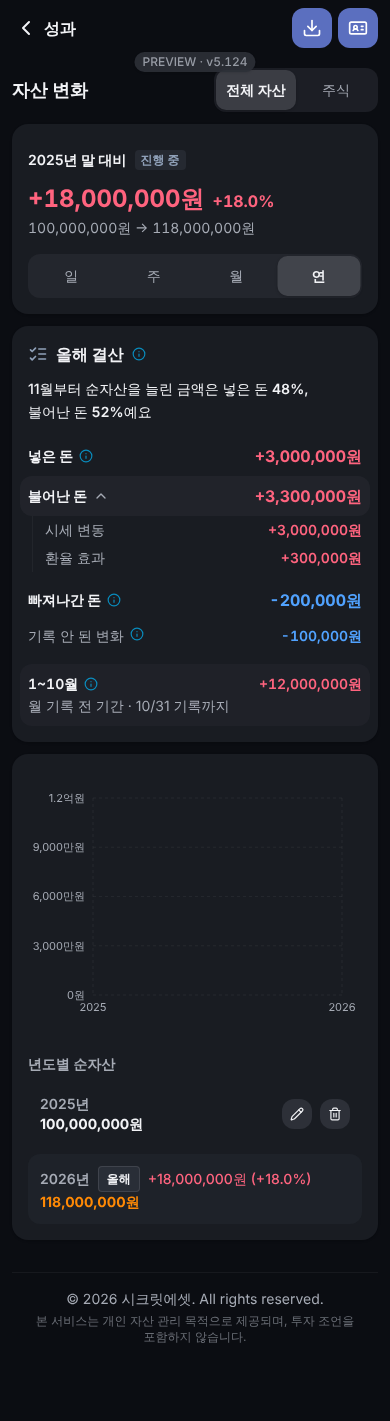 성과
PREVIEW · v5.124
자산 변화
전체 자산
주식
2025년 말 대비 진행 중
+18,000,000원 +18.0%
100,000,000원 → 118,000,000원
일 주 월 연
올해 결산
11월부터 순자산을 늘린 금액은 넣은 돈 48%,
불어난 돈 52%예요
넣은 돈 +3,000,000원
불어난 돈 +3,300,000원
시세 변동 +3,000,000원
환율 효과 +300,000원
빠져나간 돈 -200,000원
기록 안 된 변화 -100,000원
1~10월 +12,000,000원
월 기록 전 기간 · 10/31 기록까지
1.2억원
9,000만원
6,000만원
3,000만원
0원
2025 2026
년도별 순자산
2025년
100,000,000원
2026년 올해 +18,000,000원 (+18.0%)
118,000,000원
© 2026 시크릿에셋. All rights reserved.
본 서비스는 개인 자산 관리 목적으로 제공되며, 투자 조언을
포함하지 않습니다.